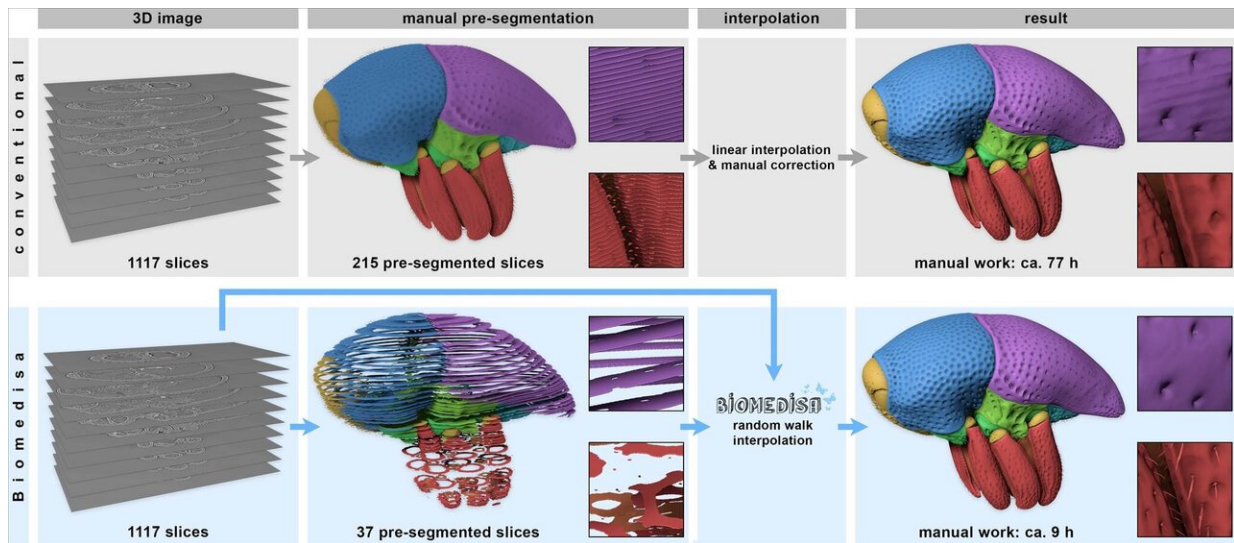 3D image
manual pre-segmentation
interpolation
result
conventional
1117 slices
215 pre-segmented slices
linear interpolation
& manual correction
manual work: ca. 77 h
Biomedisa
1117 slices
37 pre-segmented slices
BiOMEDiSA
random walk
interpolation
manual work: ca. 9 h